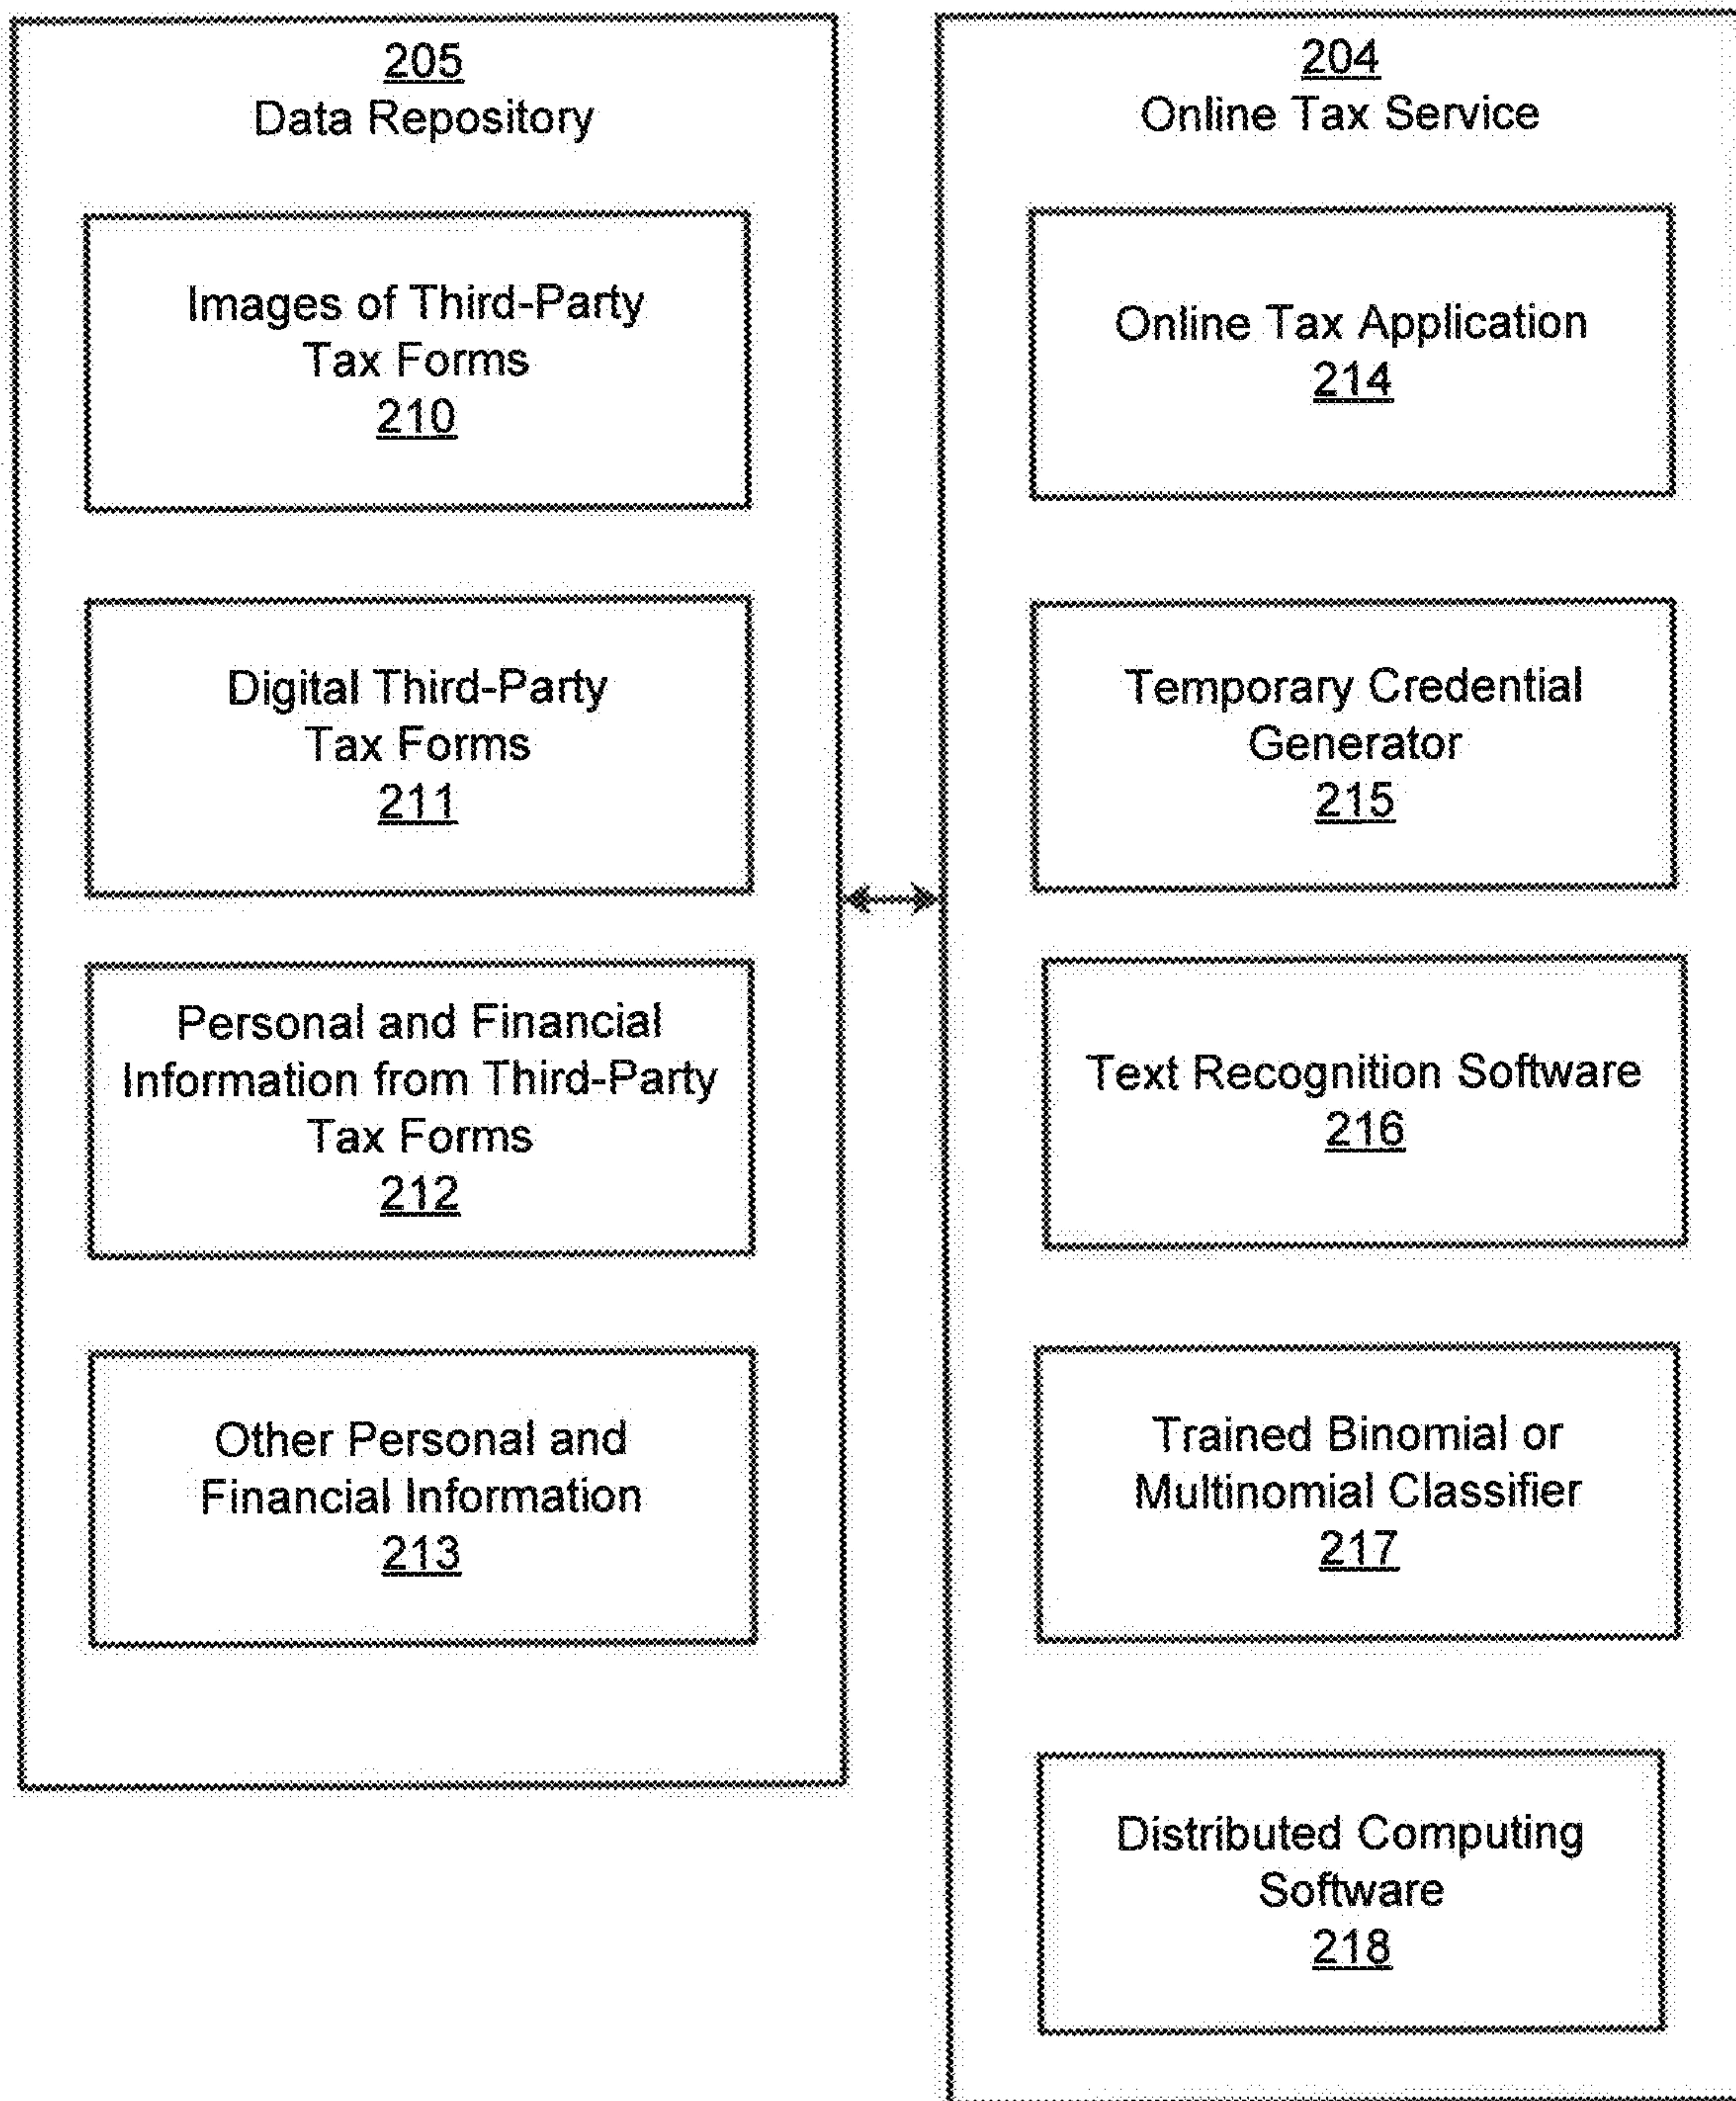 205
Data Repository
Images of Third-Party
Tax Forms
210
Digital Third-Party
Tax Forms
211
Personal and Financial
Information from Third-Party
Tax Forms
212
Other Personal and
Financial Information
213
204
Online Tax Service
Online Tax Application
214
Temporary Credential
Generator
215
Text Recognition Software
216
Trained Binomial or
Multinomial Classifier
217
Distributed Computing
Software
218